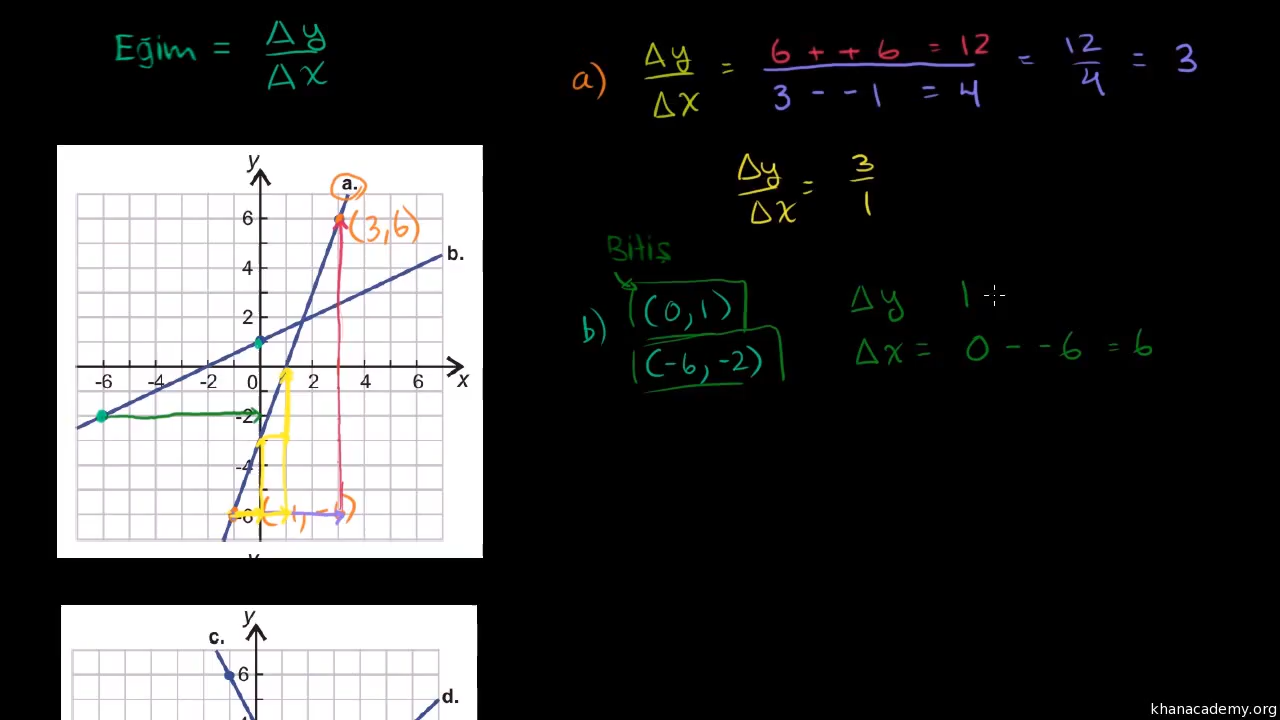 Eğim = Δy/Δx
a) Δy/Δx = 6 + + 6 = 12 / 3 - - 1 = 4 = 12/4 = 3
Δy/Δx = 3/1
Bitiş
b) (0,1)
(-6,-2)
Δy 1
Δx = 0 - - 6 = 6
y
a.
(3,6)
b.
6
4
2
-6 -4 -2 0 2 4 6 x
-2
-4
-6
y
c.
6
d.
khanacademy.org